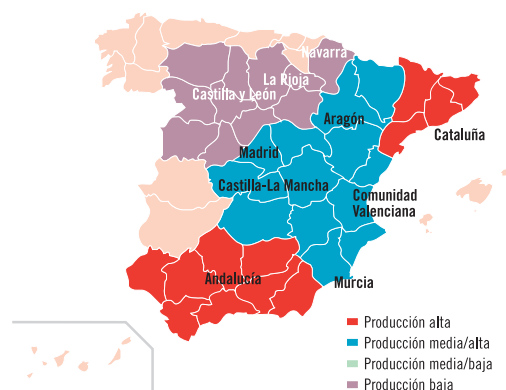 Navarra
La Rioja
Castilla y León
Aragón
Cataluña
Madrid
Castilla-La Mancha
Comunidad
Valenciana
Andalucía
Murcia
Producción alta
Producción media/alta
Producción media/baja
Producción baja